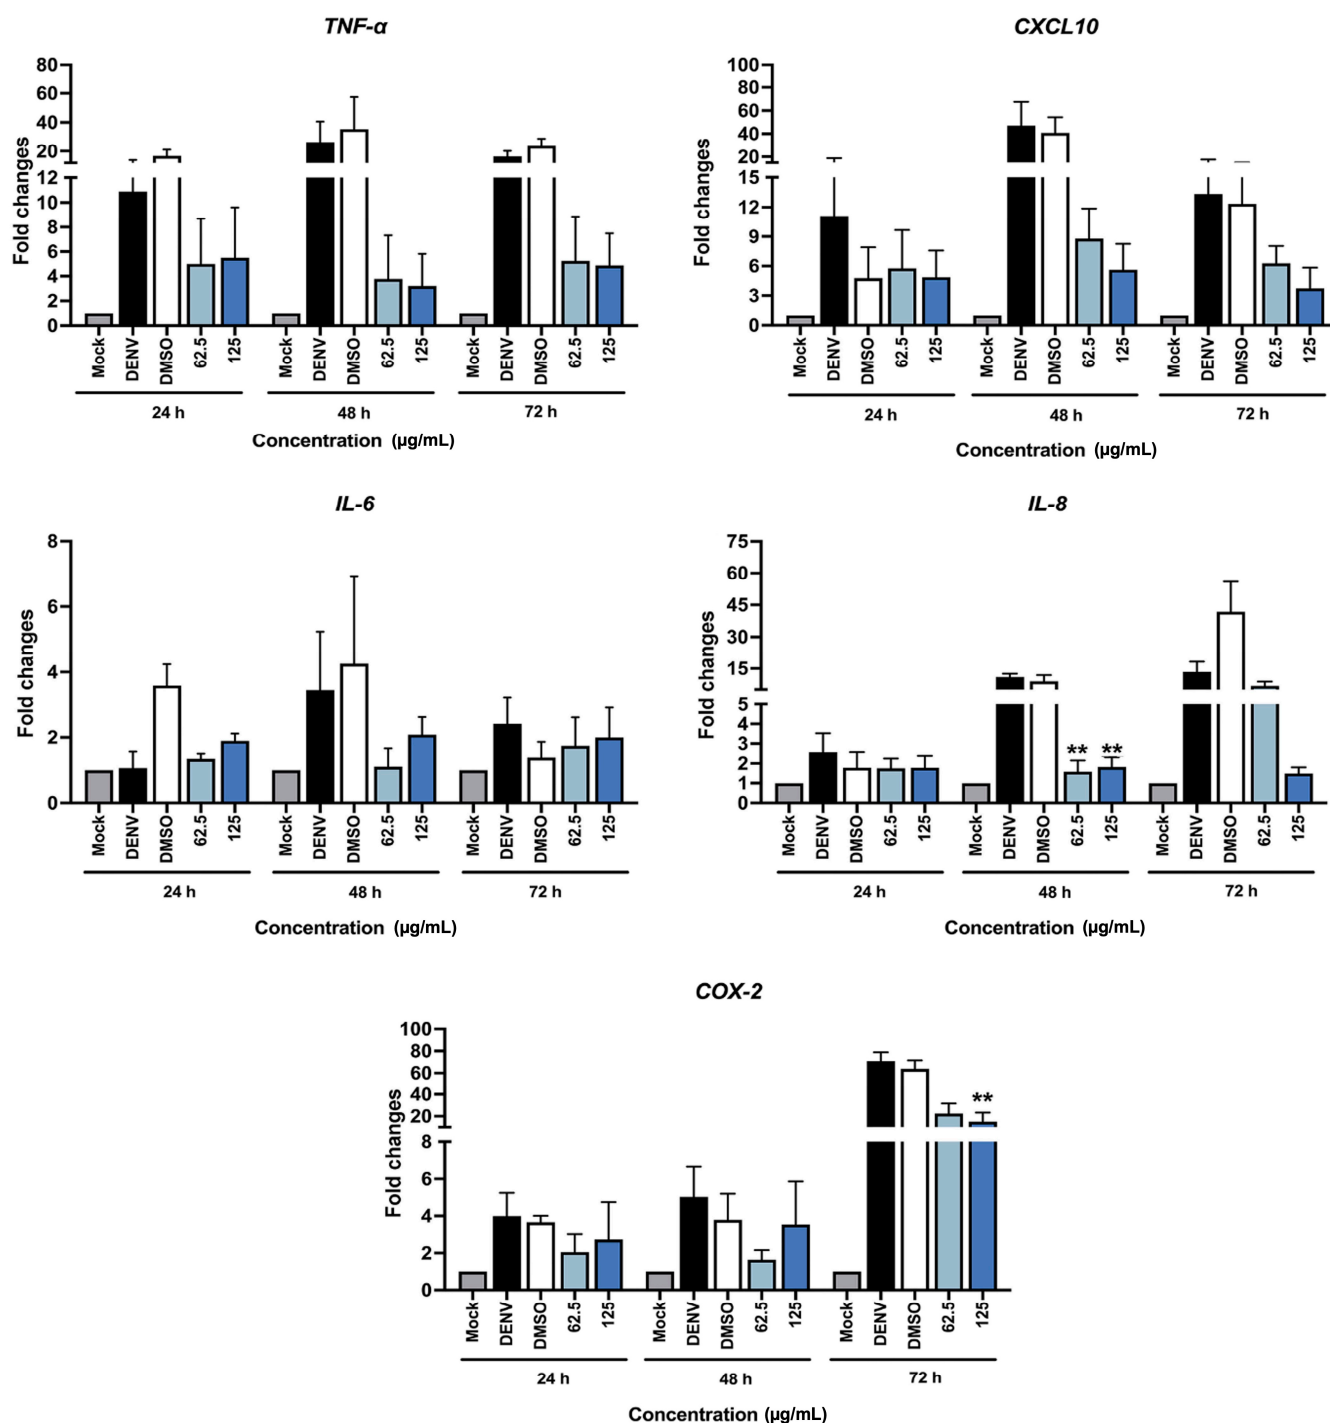 TNF-α
Fold changes
80
60
40
20
12
10
8
6
4
2
0
Mock DENV DMSO 62.5 125 Mock DENV DMSO 62.5 125 Mock DENV DMSO 62.5 125
24 h 48 h 72 h
Concentration (µg/mL)
CXCL10
Fold changes
100
80
60
40
20
15
12
9
6
3
0
Mock DENV DMSO 62.5 125 Mock DENV DMSO 62.5 125 Mock DENV DMSO 62.5 125
24 h 48 h 72 h
Concentration (µg/mL)
IL-6
Fold changes
8
6
4
2
0
Mock DENV DMSO 62.5 125 Mock DENV DMSO 62.5 125 Mock DENV DMSO 62.5 125
24 h 48 h 72 h
Concentration (µg/mL)
IL-8
Fold changes
75
60
45
30
15
5
4
3
2
1
0
** **
Mock DENV DMSO 62.5 125 Mock DENV DMSO 62.5 125 Mock DENV DMSO 62.5 125
24 h 48 h 72 h
Concentration (µg/mL)
COX-2
Fold changes
100
80
60
40
20
8
6
4
2
0
**
Mock DENV DMSO 62.5 125 Mock DENV DMSO 62.5 125 Mock DENV DMSO 62.5 125
24 h 48 h 72 h
Concentration (µg/mL)